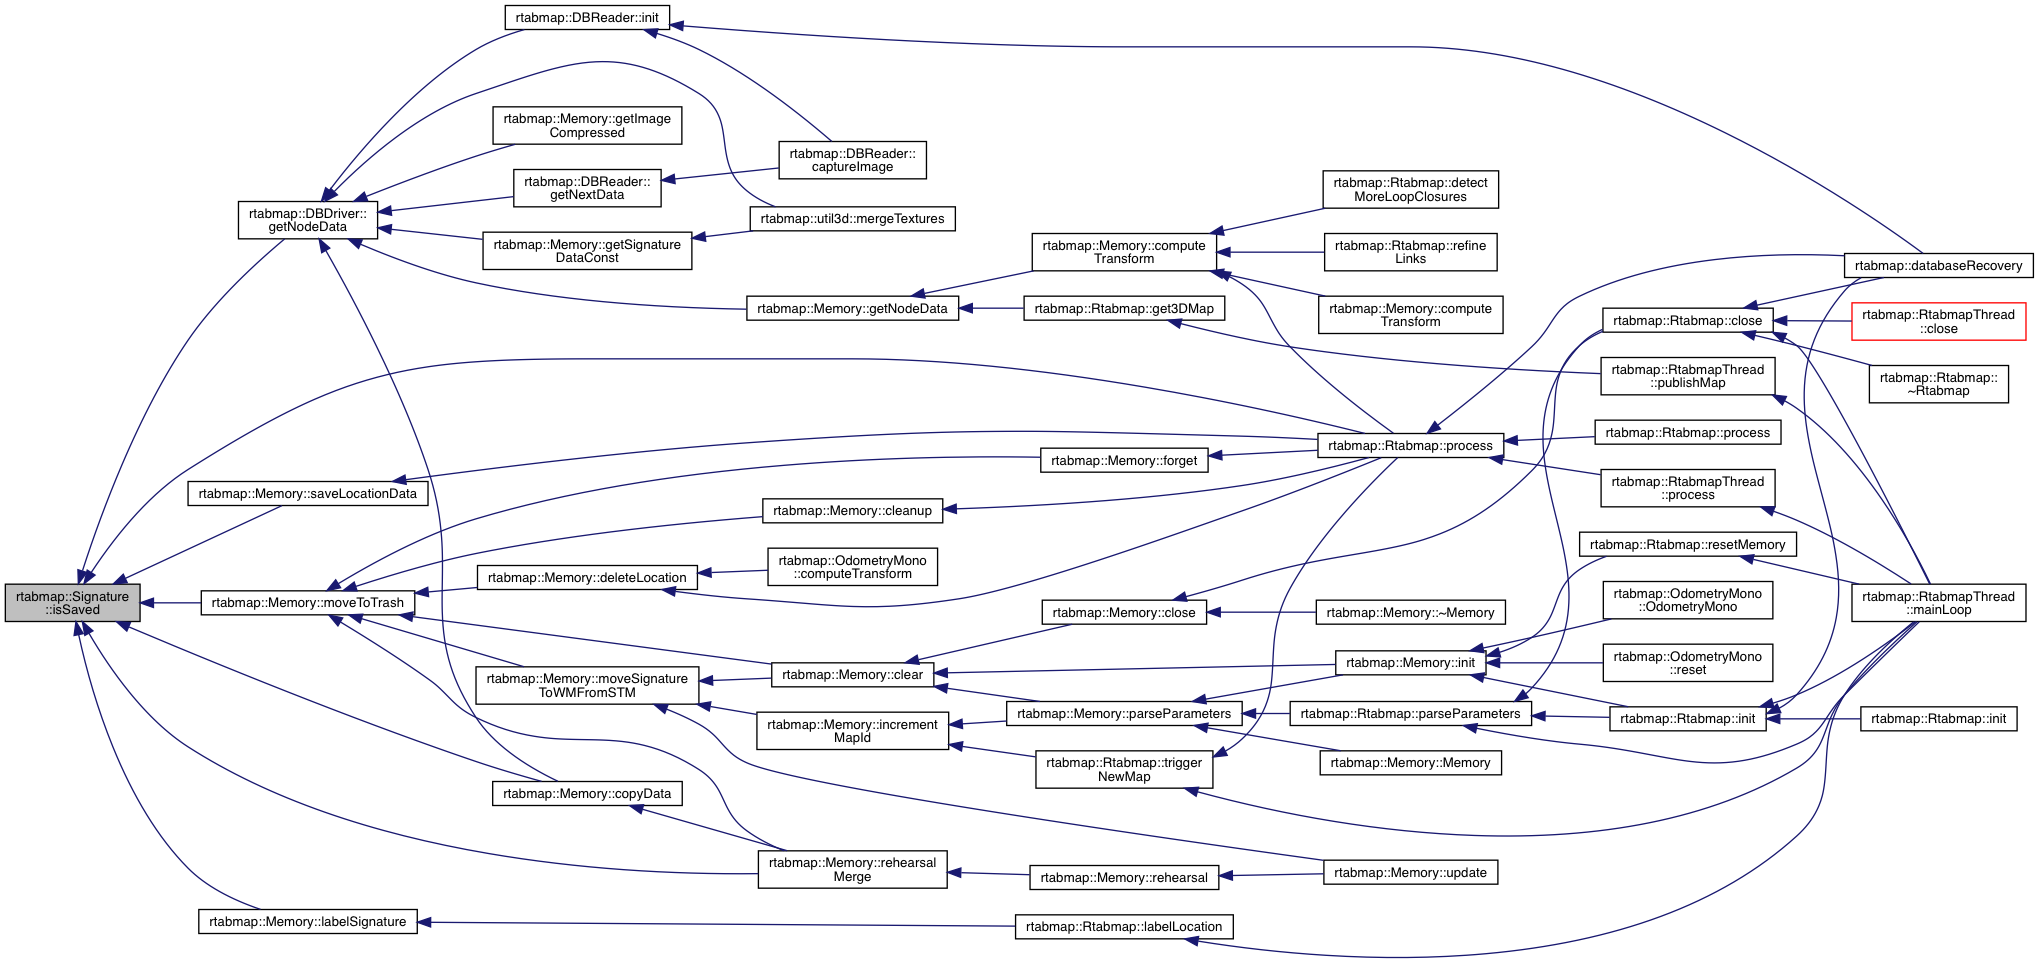 rtabmap::Signature
::isSaved
rtabmap::DBDriver::
getNodeData
rtabmap::Memory::saveLocationData
rtabmap::Memory::moveToTrash
rtabmap::Memory::labelSignature
rtabmap::DBReader::init
rtabmap::Memory::getImage
Compressed
rtabmap::DBReader::
getNextData
rtabmap::Memory::getSignature
DataConst
rtabmap::Memory::deleteLocation
rtabmap::Memory::moveSignature
ToWMFromSTM
rtabmap::Memory::copyData
rtabmap::DBReader::
captureImage
rtabmap::util3d::mergeTextures
rtabmap::Memory::getNodeData
rtabmap::Memory::cleanup
rtabmap::OdometryMono
::computeTransform
rtabmap::Memory::clear
rtabmap::Memory::increment
MapId
rtabmap::Memory::rehearsal
Merge
rtabmap::Memory::compute
Transform
rtabmap::Rtabmap::get3DMap
rtabmap::Memory::forget
rtabmap::Memory::close
rtabmap::Memory::parseParameters
rtabmap::Rtabmap::trigger
NewMap
rtabmap::Memory::rehearsal
rtabmap::Rtabmap::labelLocation
rtabmap::Rtabmap::detect
MoreLoopClosures
rtabmap::Rtabmap::refine
Links
rtabmap::Memory::compute
Transform
rtabmap::Rtabmap::process
rtabmap::Memory::~Memory
rtabmap::Memory::init
rtabmap::Rtabmap::parseParameters
rtabmap::Memory::Memory
rtabmap::Memory::update
rtabmap::Rtabmap::close
rtabmap::RtabmapThread
::publishMap
rtabmap::Rtabmap::process
rtabmap::RtabmapThread
::process
rtabmap::Rtabmap::resetMemory
rtabmap::OdometryMono
::OdometryMono
rtabmap::OdometryMono
::reset
rtabmap::Rtabmap::init
rtabmap::databaseRecovery
rtabmap::RtabmapThread
::close
rtabmap::Rtabmap::
~Rtabmap
rtabmap::RtabmapThread
::mainLoop
rtabmap::Rtabmap::init